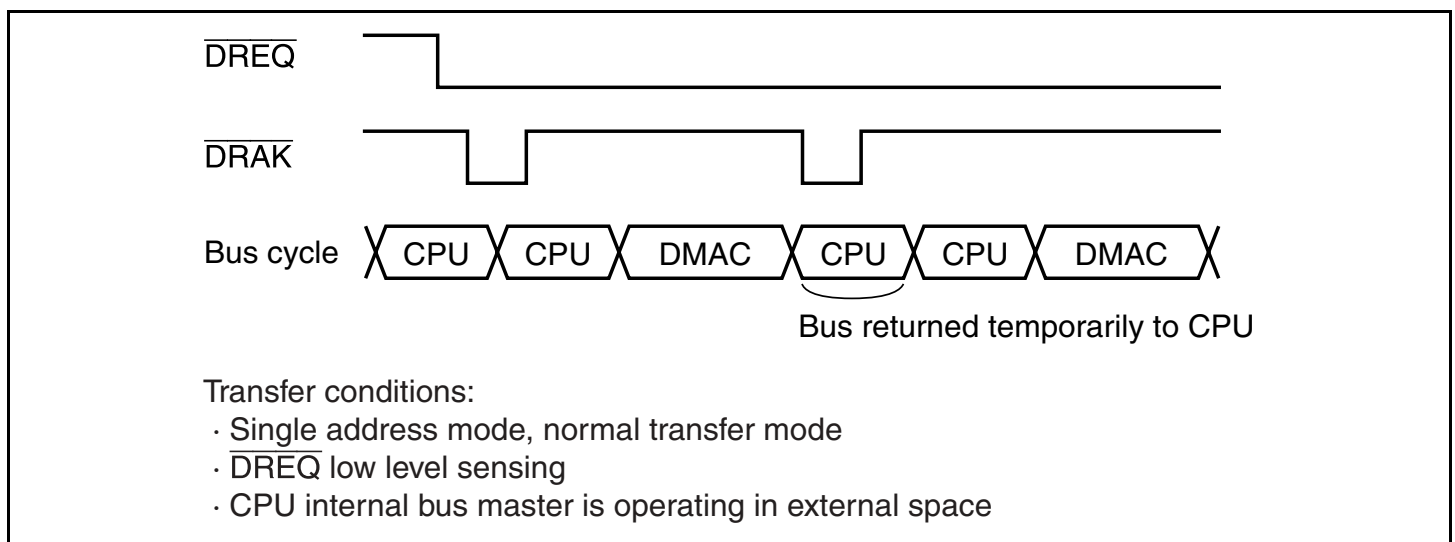 DREQ
DRAK
Bus cycle CPU CPU DMAC CPU CPU DMAC
Bus returned temporarily to CPU
Transfer conditions:
· Single address mode, normal transfer mode
· DREQ low level sensing
· CPU internal bus master is operating in external space